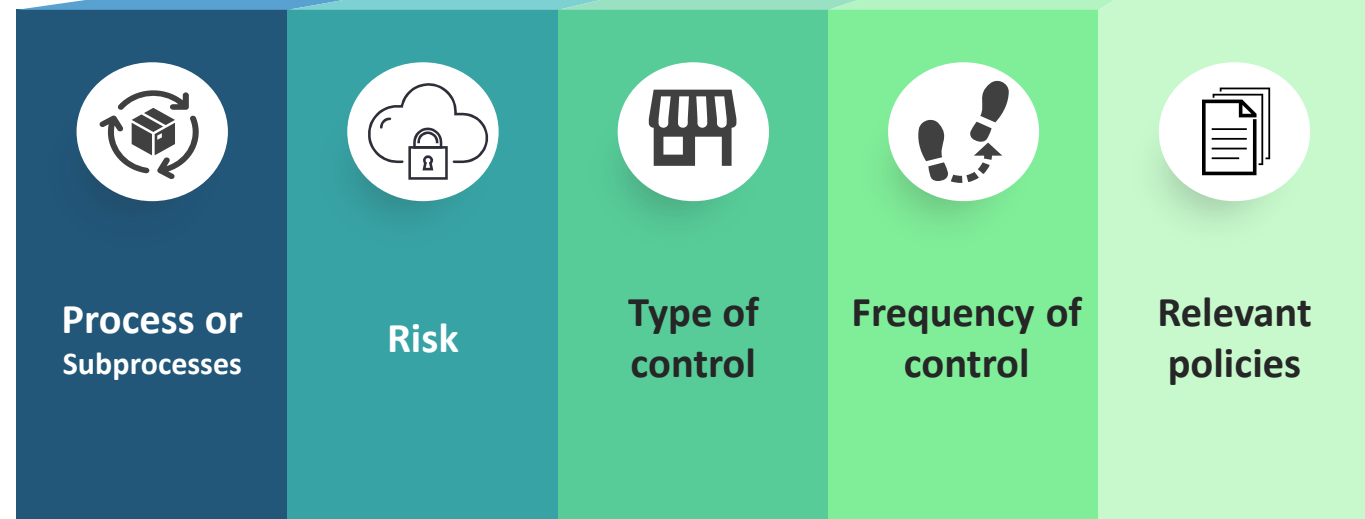 Process or
Subprocesses
Risk
Type of
control
Frequency of
control
Relevant
policies